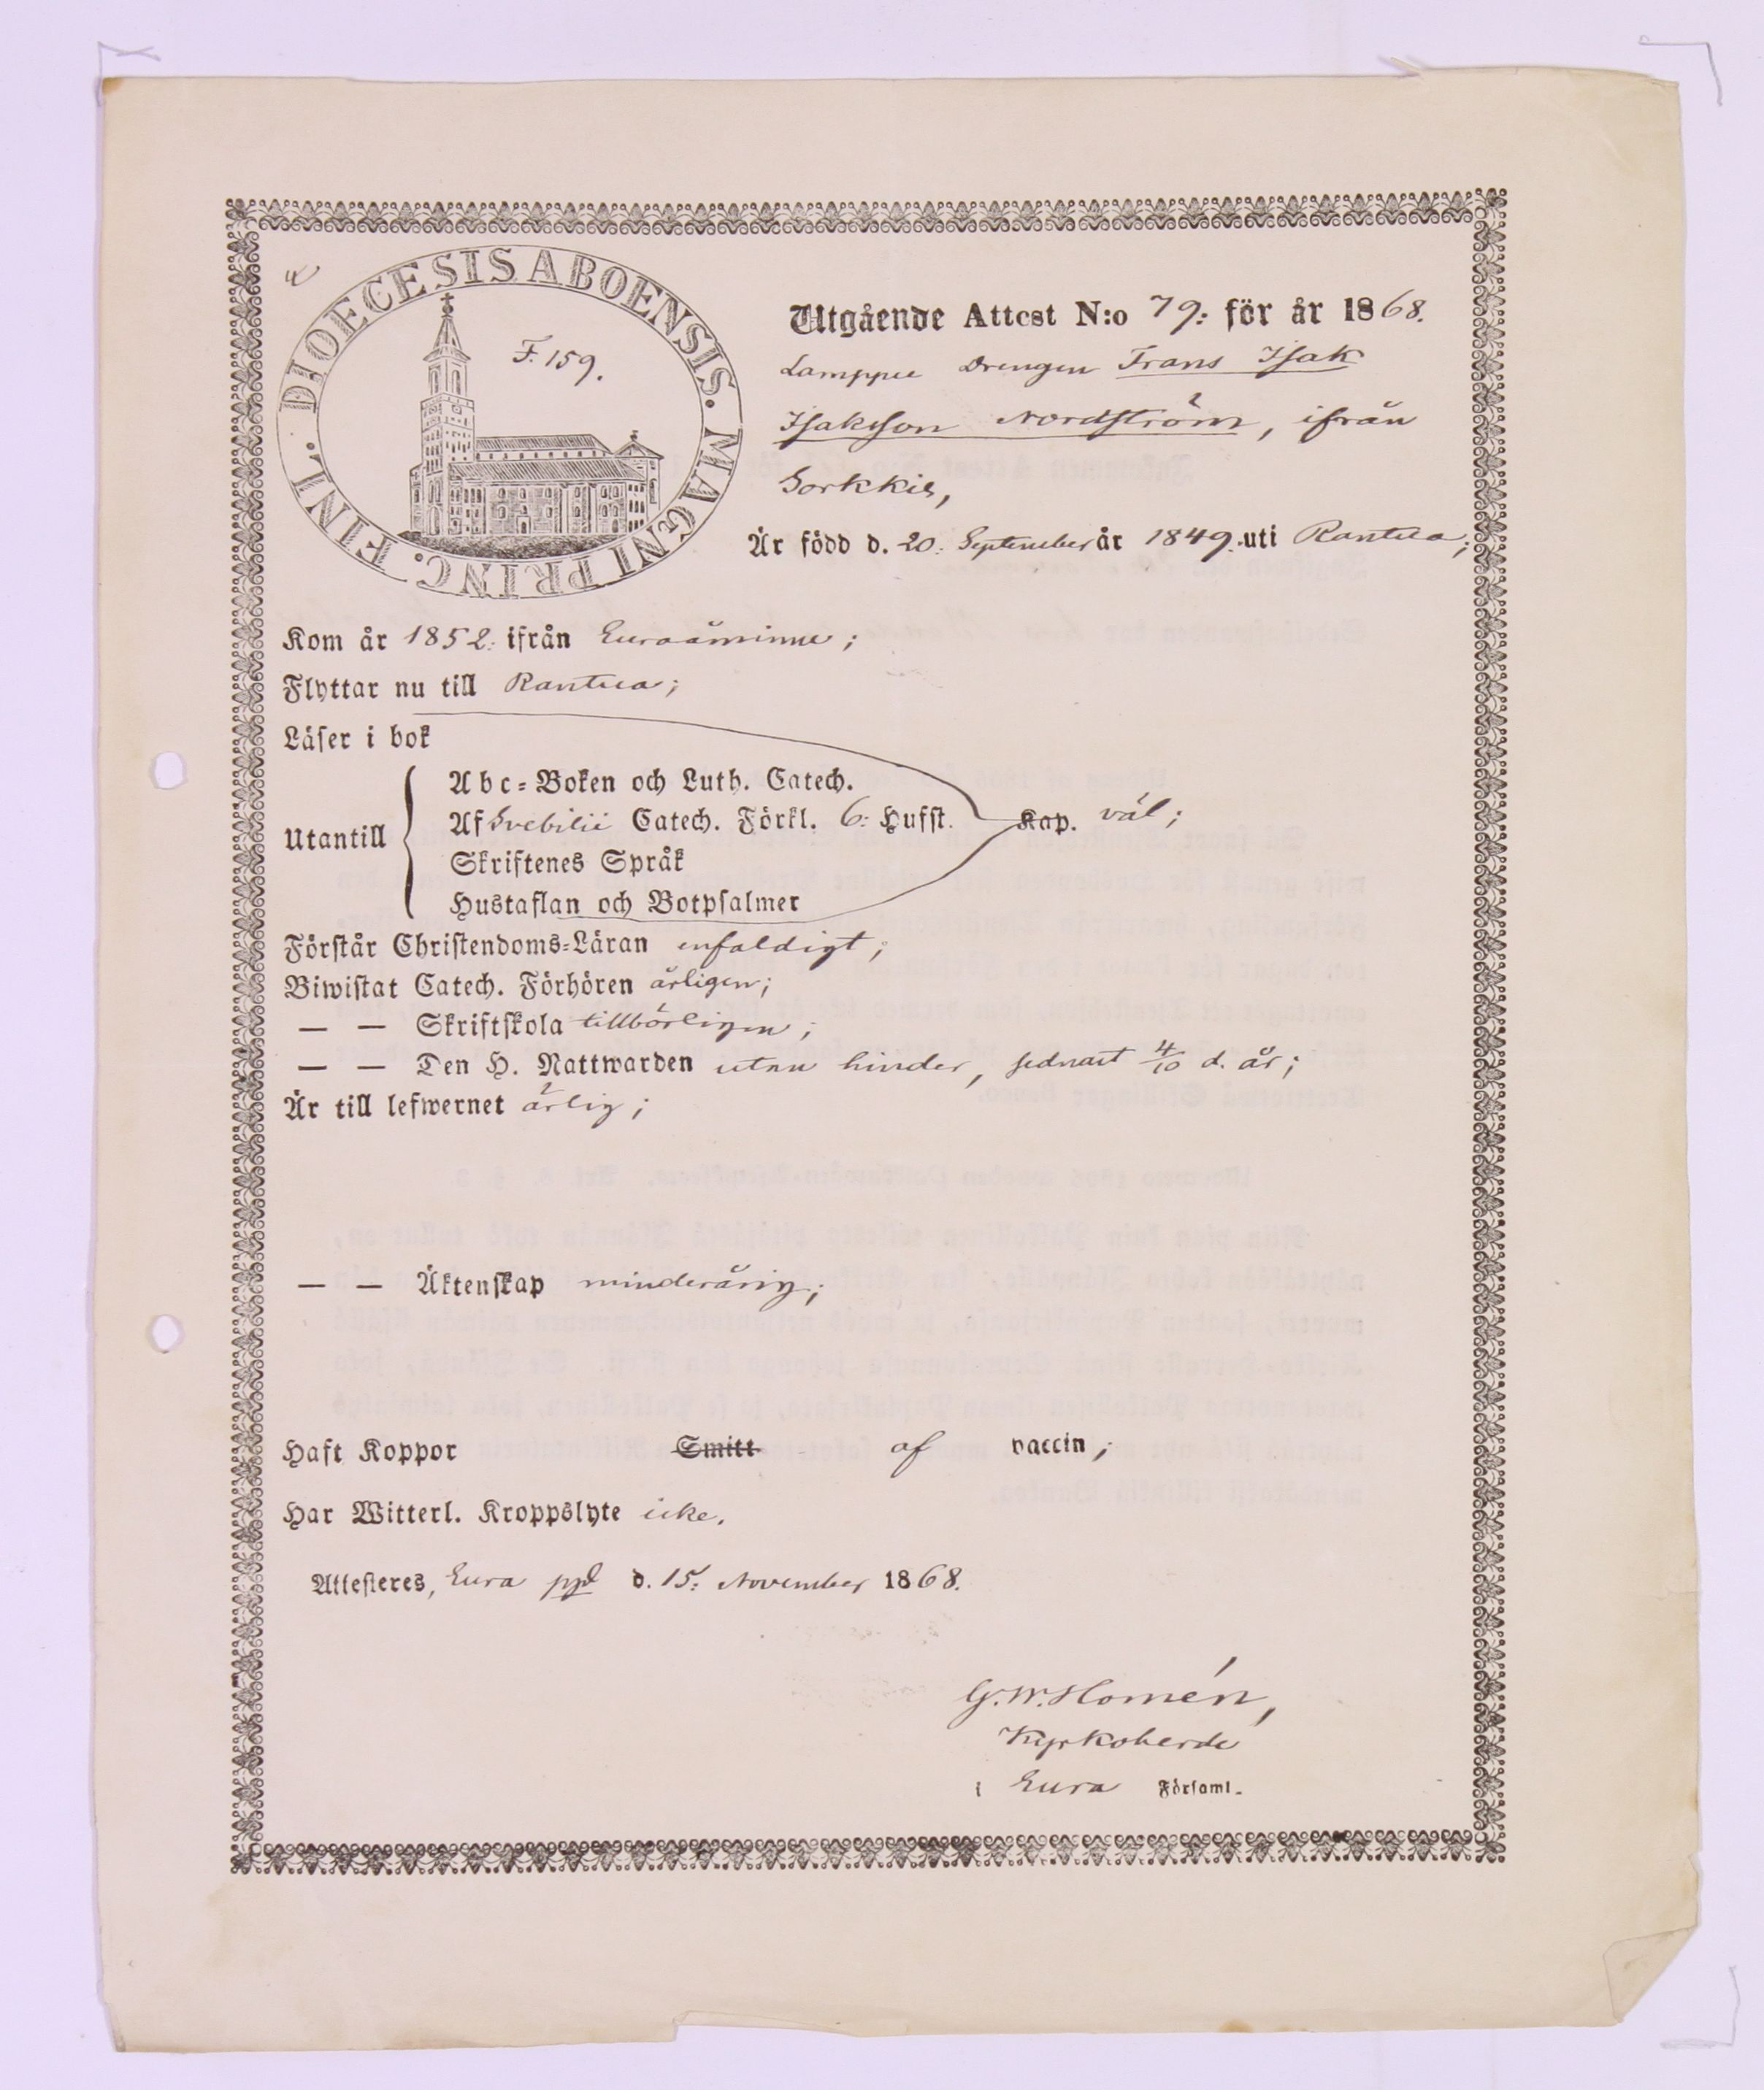 DIOECESIS ABOENSIS. MAGNI PRINC. FINL.
F. 159.
Utgående Attest N:o 79: för år 1868.
Drengen Frans Isak
Isaksson Nordström, ifrån
Sorkkis,
Är född d. 20: September år 1849. uti Rantila;
Kom år 1852: ifrån Euraåminne;
Flyttar nu till Rantila;
Läser i bok
Utantill
Abc-Boken och Luth. Catech.
Af Svebilii Catech. Förkl. 6: Hufst. Kap. väl;
Skriftenes Språk
Hustaflan och Botpsalmer
Förstår Christendoms-Läran enfaldigt;
Biwistat Catech. Förhören årligen;
— — Skriftskola tillbörligen;
— — Den H. Nattwarden utan hinder, sednast 4/10 d. år;
Är till lefwernet ärlig;
— — Äktenskap minderårig;
Haft Koppor Smitt af vaccin;
Har Witterl. Kroppslyte icke.
Attesteres, Eura ppd d. 15: November 1868.
G. W. Homén,
Kyrkoherde
i Eura Församl.